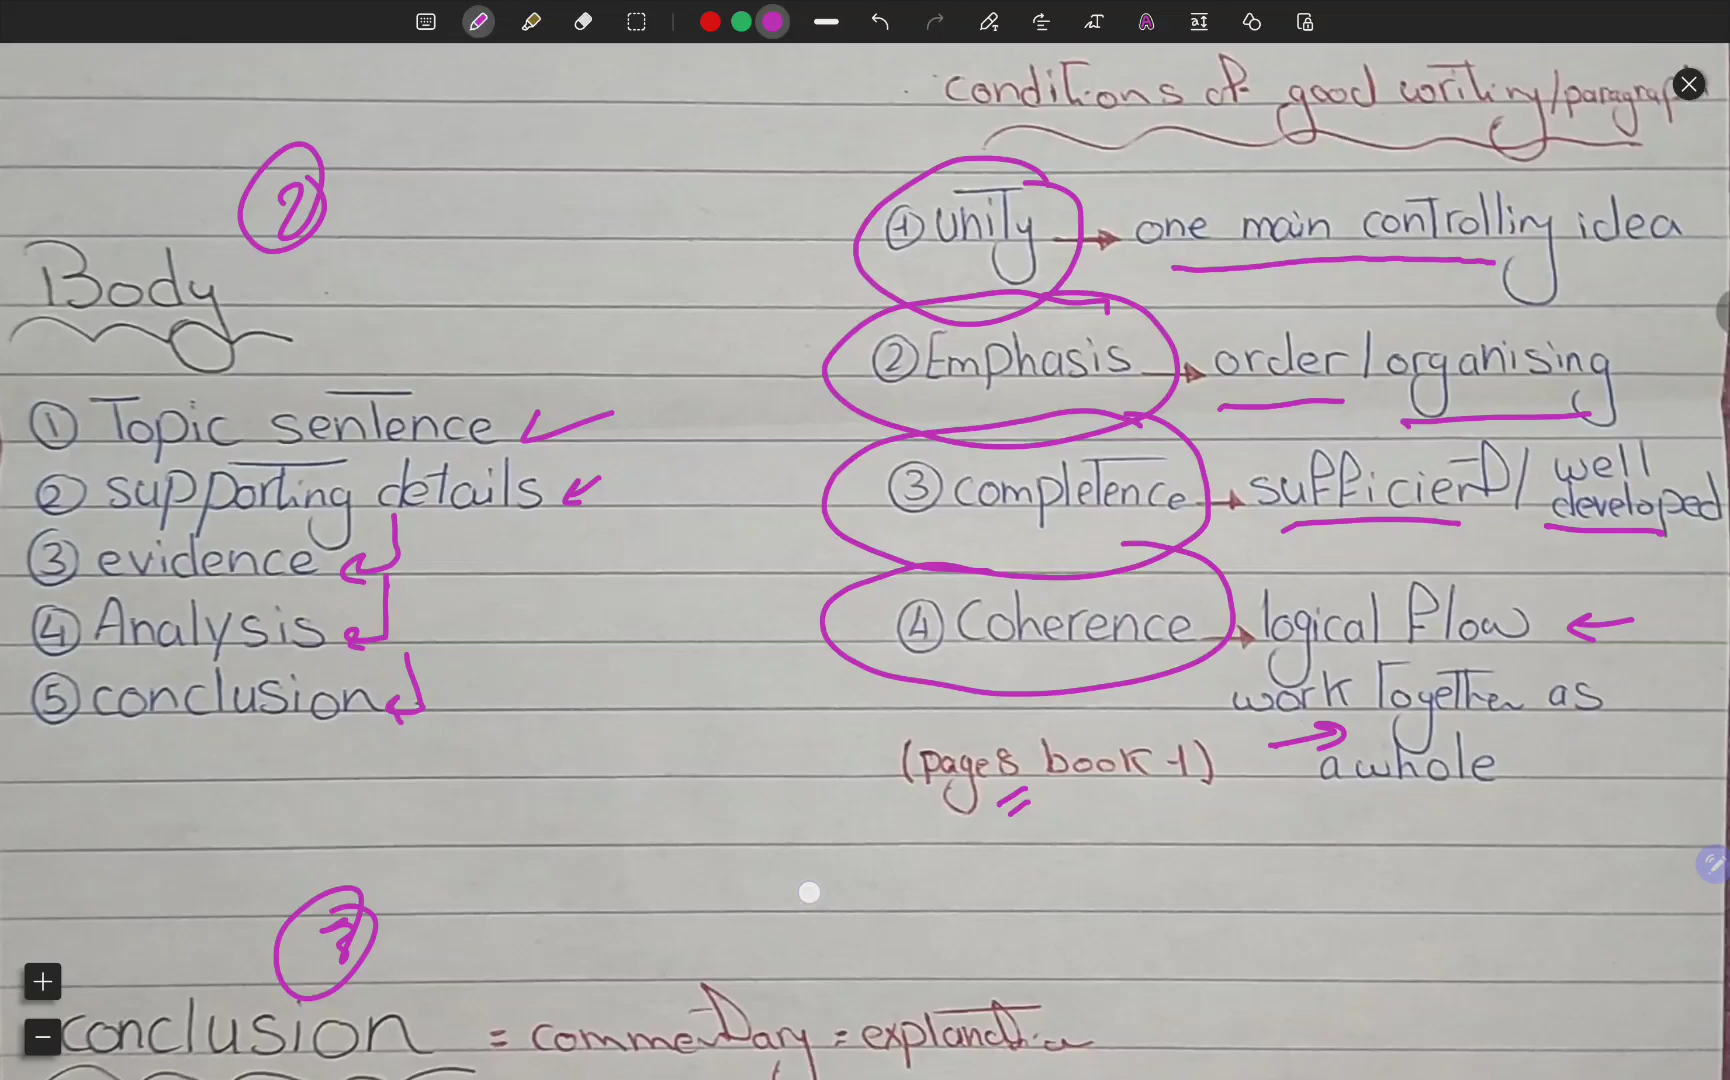 conditions of good writing/paragraph
2
Body
① Topic sentence
② supporting details
③ evidence
④ Analysis
⑤ conclusion
① Unity → one main controlling idea
② Emphasis → order / organising
③ completence → sufficient / well developed
④ Coherence → logical flow
work together as
a whole
(page 8 book 1)
3
conclusion = commentary = explanation